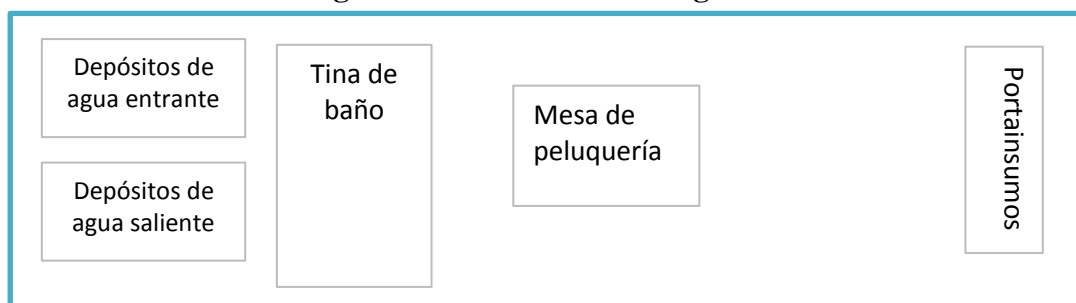 Depósitos de
agua entrante
Depósitos de
agua saliente
Tina de
baño
Mesa de
peluquería
Portainsumos